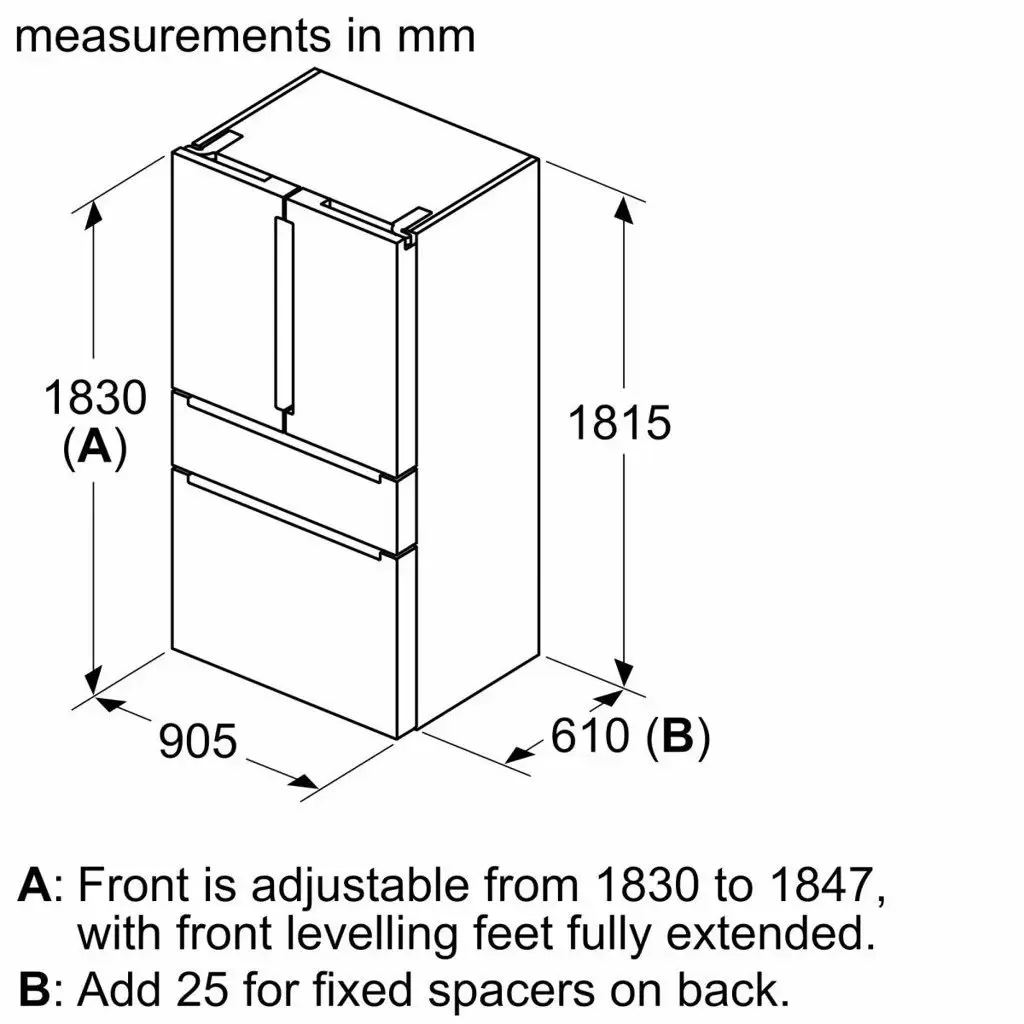 measurements in mm
1830
(A)
1815
905
610 (B)
A: Front is adjustable from 1830 to 1847,
with front levelling feet fully extended.
B: Add 25 for fixed spacers on back.